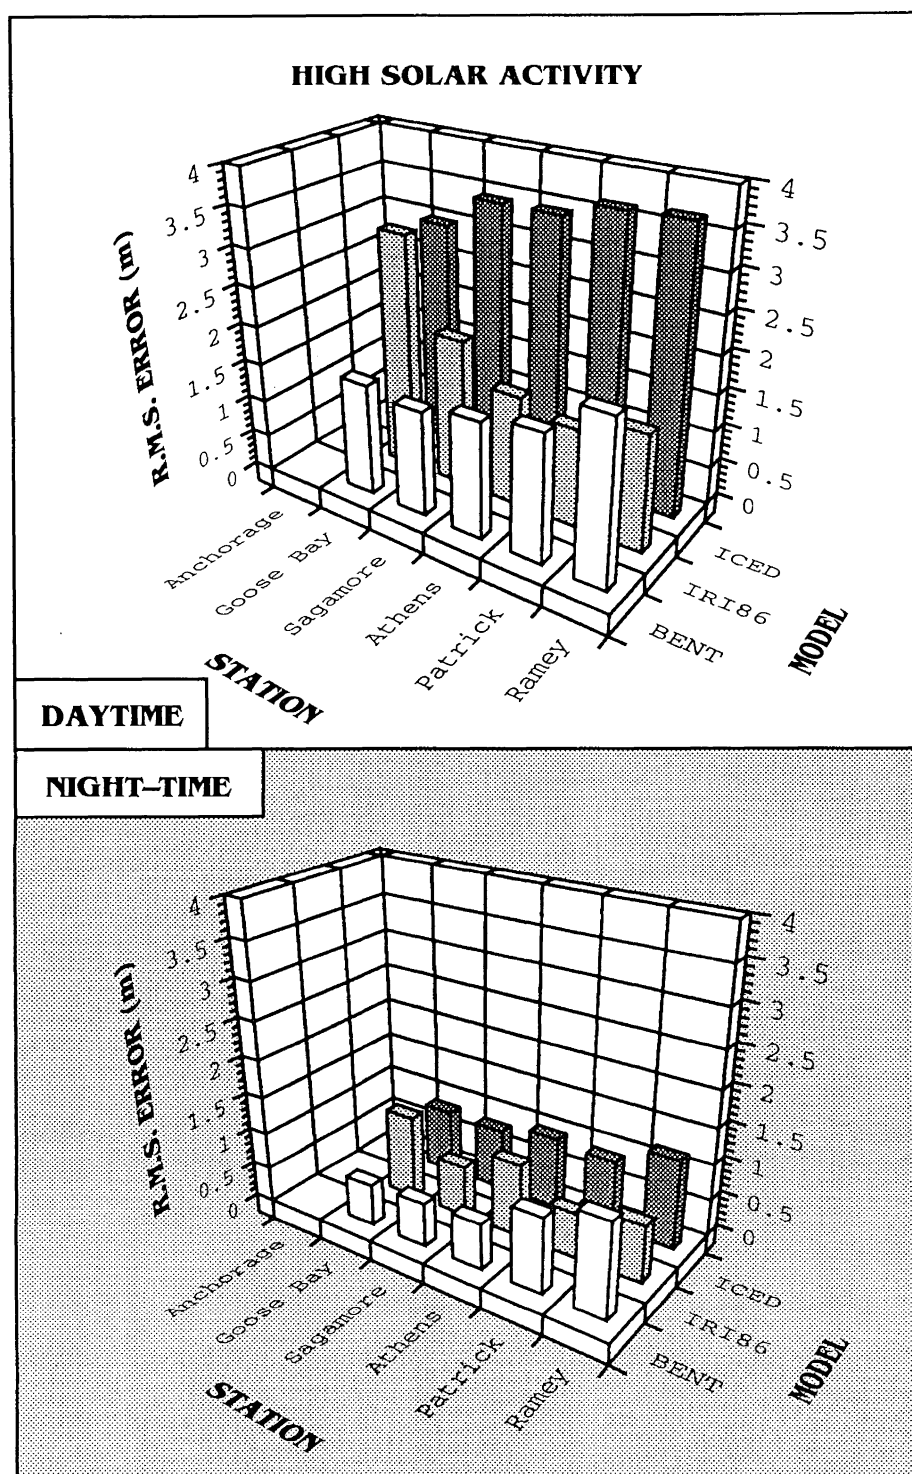 HIGH SOLAR ACTIVITY
4
3.5
3
2.5
2
1.5
1
0.5
0
R.M.S. ERROR (m)
4
3.5
3
2.5
2
1.5
1
0.5
0
Anchorage
Goose Bay
Sagamore
Athens
Patrick
Ramey
STATION
ICED
IRI86
BENT
MODEL
DAYTIME
NIGHT-TIME
4
3.5
3
2.5
2
1.5
1
0.5
0
R.M.S. ERROR (m)
4
3.5
3
2.5
2
1.5
1
0.5
0
Anchorage
Goose Bay
Sagamore
Athens
Patrick
Ramey
STATION
ICED
IRI86
BENT
MODEL